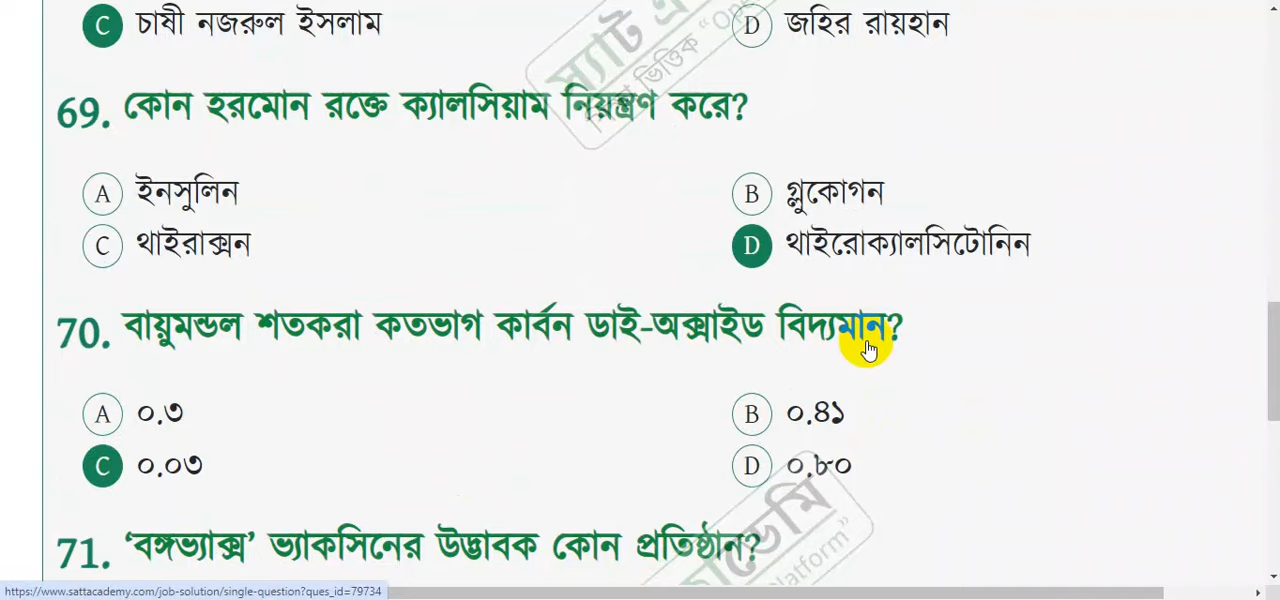 C চাষী নজরুল ইসলাম D জহির রায়হান
69. কোন হরমোন রক্তে ক্যালসিয়াম নিয়ন্ত্রণ করে?
A ইনসুলিন B গ্লুকোগন
C থাইরাক্সন D থাইরোক্যালসিটোনিন
70. বায়ুমন্ডল শতকরা কতভাগ কার্বন ডাই-অক্সাইড বিদ্যমান?
A ০.৩ B ০.৪১
C ০.০৩ D ০.৮০
71. ‘বঙ্গভ্যাক্স’ ভ্যাকসিনের উদ্ভাবক কোন প্রতিষ্ঠান?
https://www.sattacademy.com/job-solution/single-question?ques_id=79734